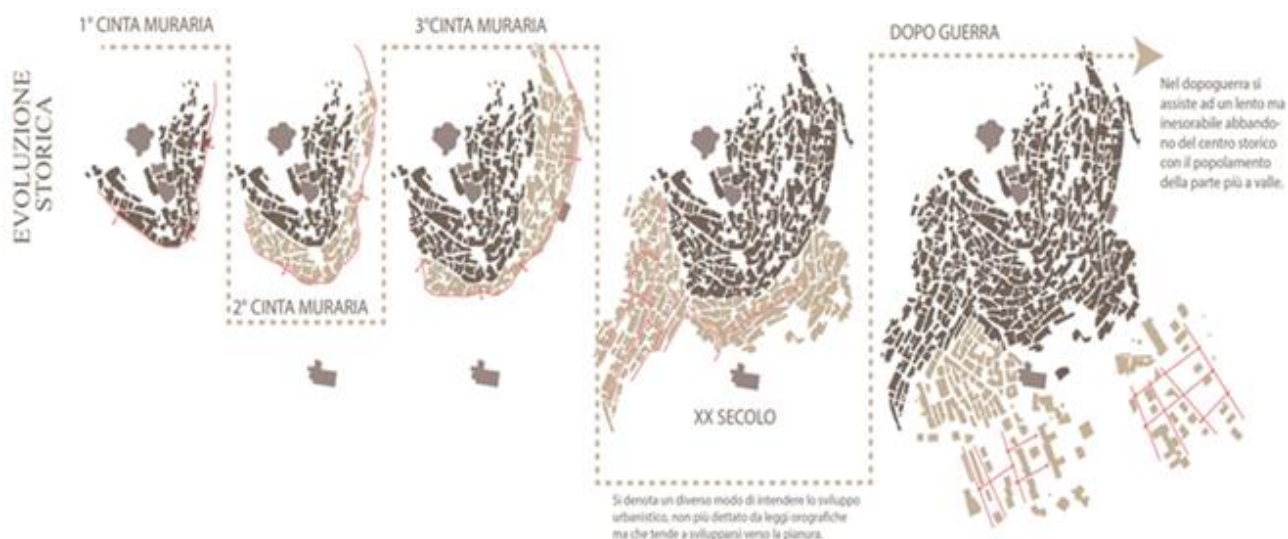 EVOLUZIONE
STORICA
1° CINTA MURARIA
2° CINTA MURARIA
3°CINTA MURARIA
XX SECOLO
Si denota un diverso modo di intendere lo sviluppo
urbanistico, non più dettato da leggi orografiche
ma che tende a svilupparsi verso la pianura.
DOPO GUERRA
Nel dopoguerra si
assiste ad un lento ma
inesorabile abbando-
no del centro storico
con il popolamento
della parte più a valle.